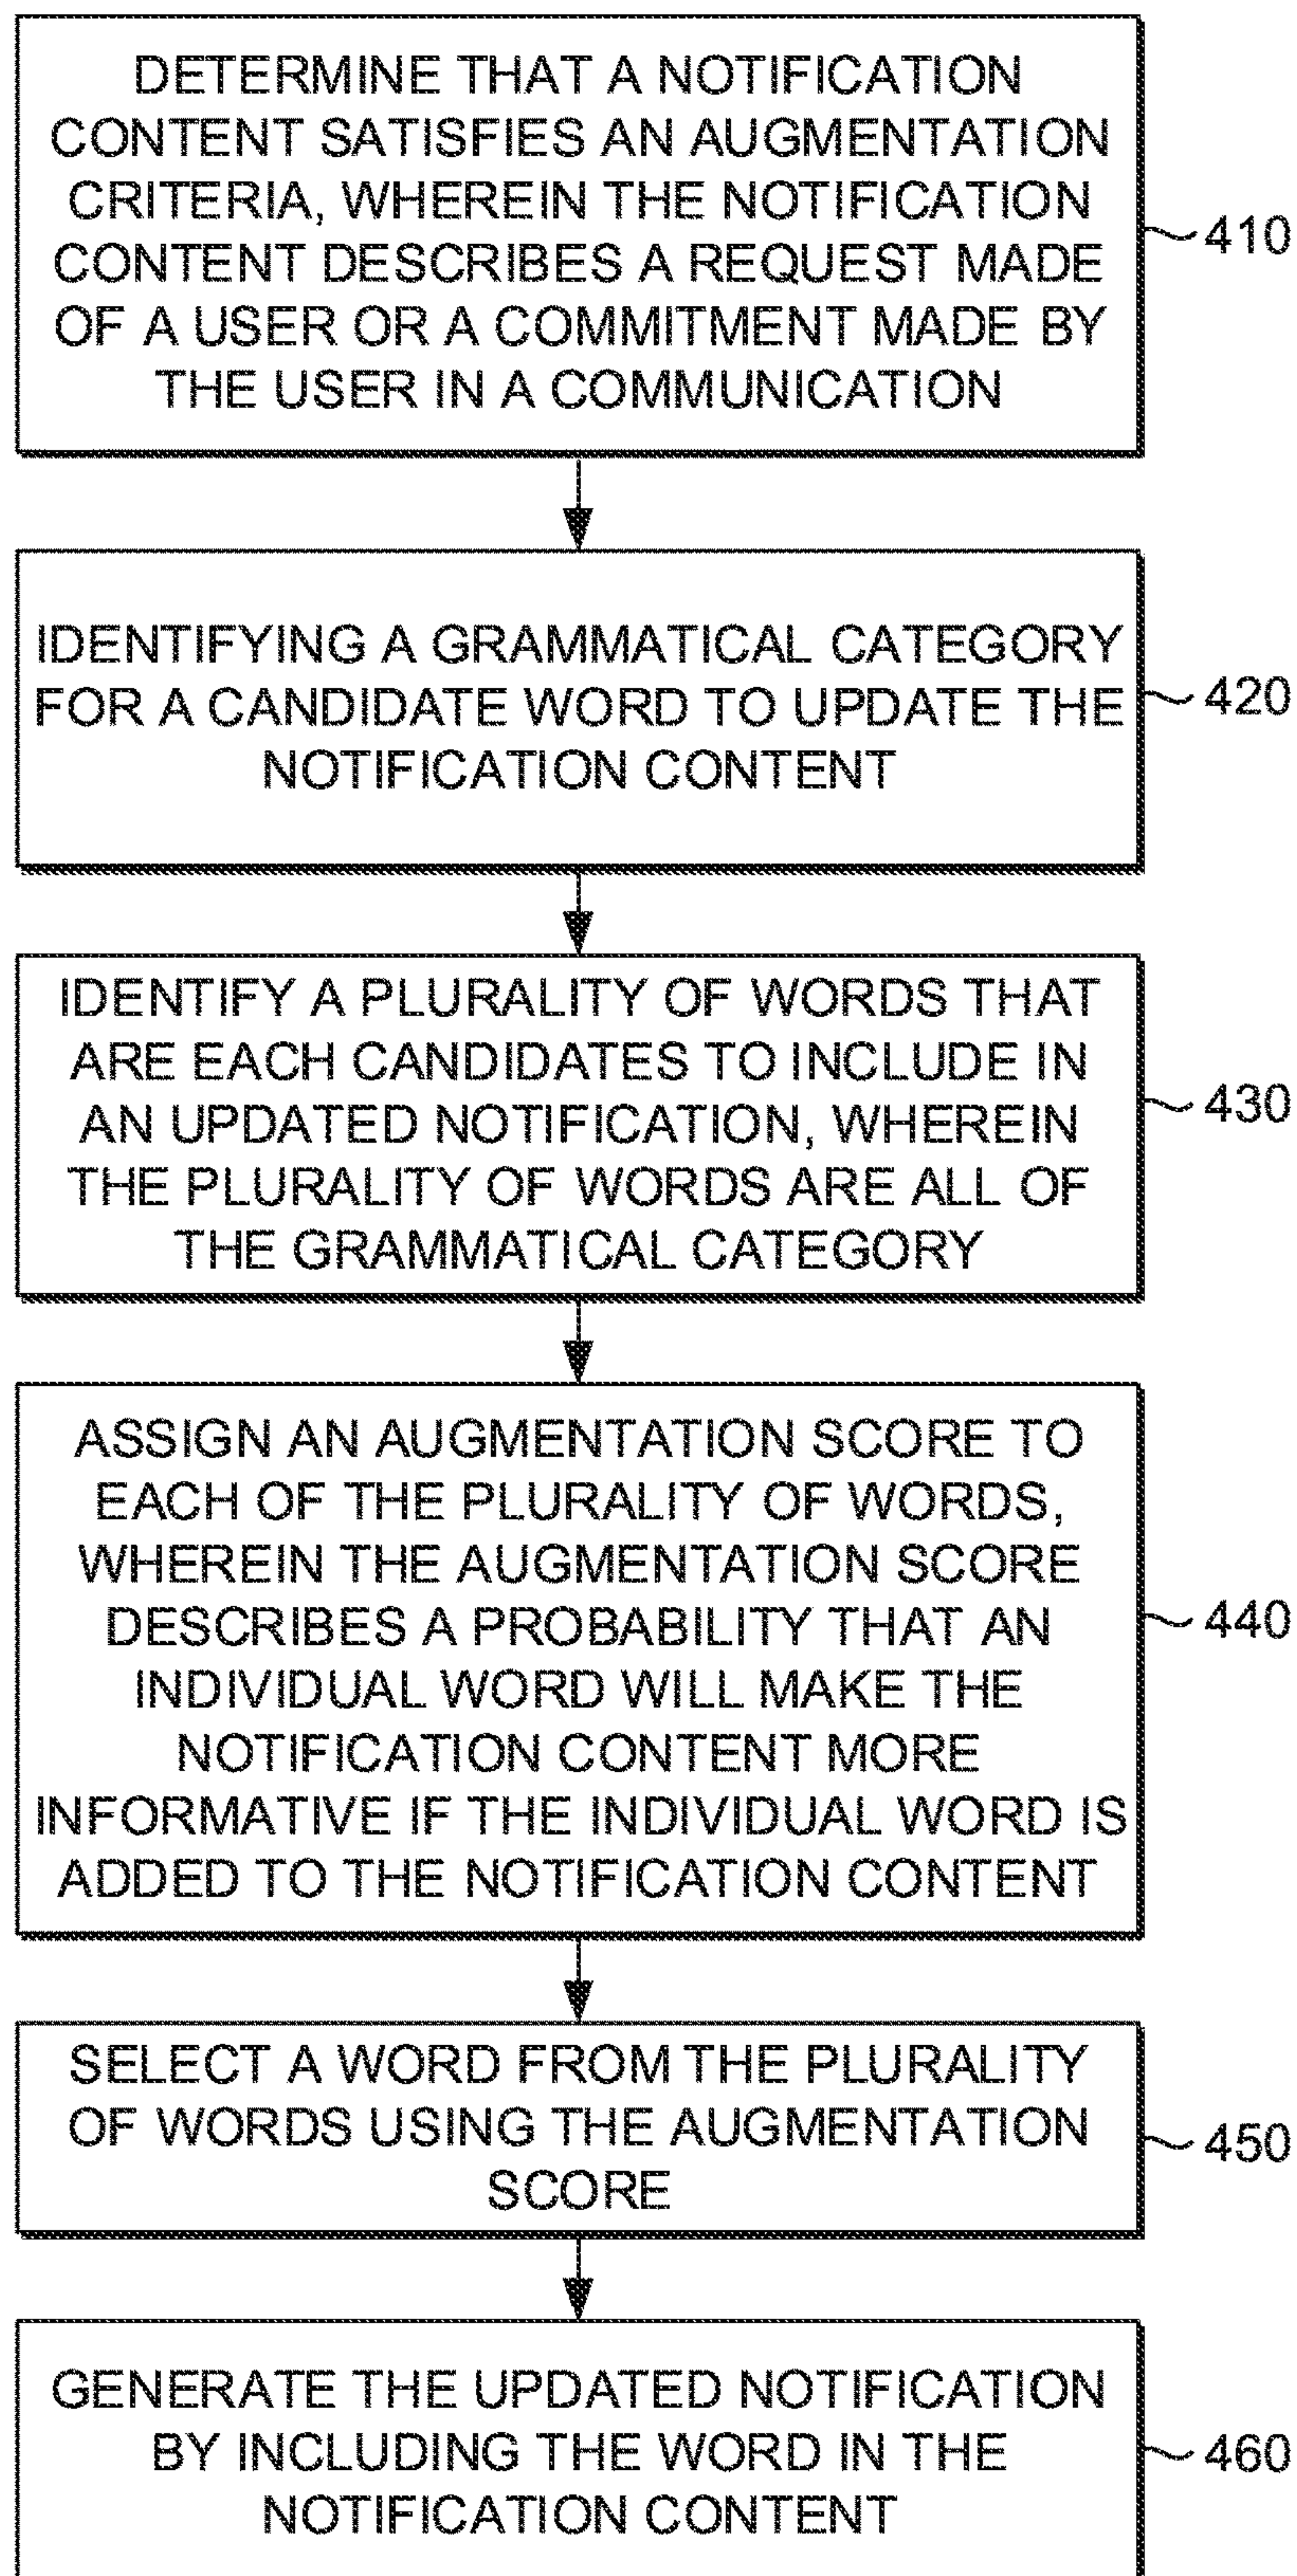 DETERMINE THAT A NOTIFICATION
CONTENT SATISFIES AN AUGMENTATION
CRITERIA, WHEREIN THE NOTIFICATION
CONTENT DESCRIBES A REQUEST MADE
OF A USER OR A COMMITMENT MADE BY
THE USER IN A COMMUNICATION
410
IDENTIFYING A GRAMMATICAL CATEGORY
FOR A CANDIDATE WORD TO UPDATE THE
NOTIFICATION CONTENT
420
IDENTIFY A PLURALITY OF WORDS THAT
ARE EACH CANDIDATES TO INCLUDE IN
AN UPDATED NOTIFICATION, WHEREIN
THE PLURALITY OF WORDS ARE ALL OF
THE GRAMMATICAL CATEGORY
430
ASSIGN AN AUGMENTATION SCORE TO
EACH OF THE PLURALITY OF WORDS,
WHEREIN THE AUGMENTATION SCORE
DESCRIBES A PROBABILITY THAT AN
INDIVIDUAL WORD WILL MAKE THE
NOTIFICATION CONTENT MORE
INFORMATIVE IF THE INDIVIDUAL WORD IS
ADDED TO THE NOTIFICATION CONTENT
440
SELECT A WORD FROM THE PLURALITY
OF WORDS USING THE AUGMENTATION
SCORE
450
GENERATE THE UPDATED NOTIFICATION
BY INCLUDING THE WORD IN THE
NOTIFICATION CONTENT
460